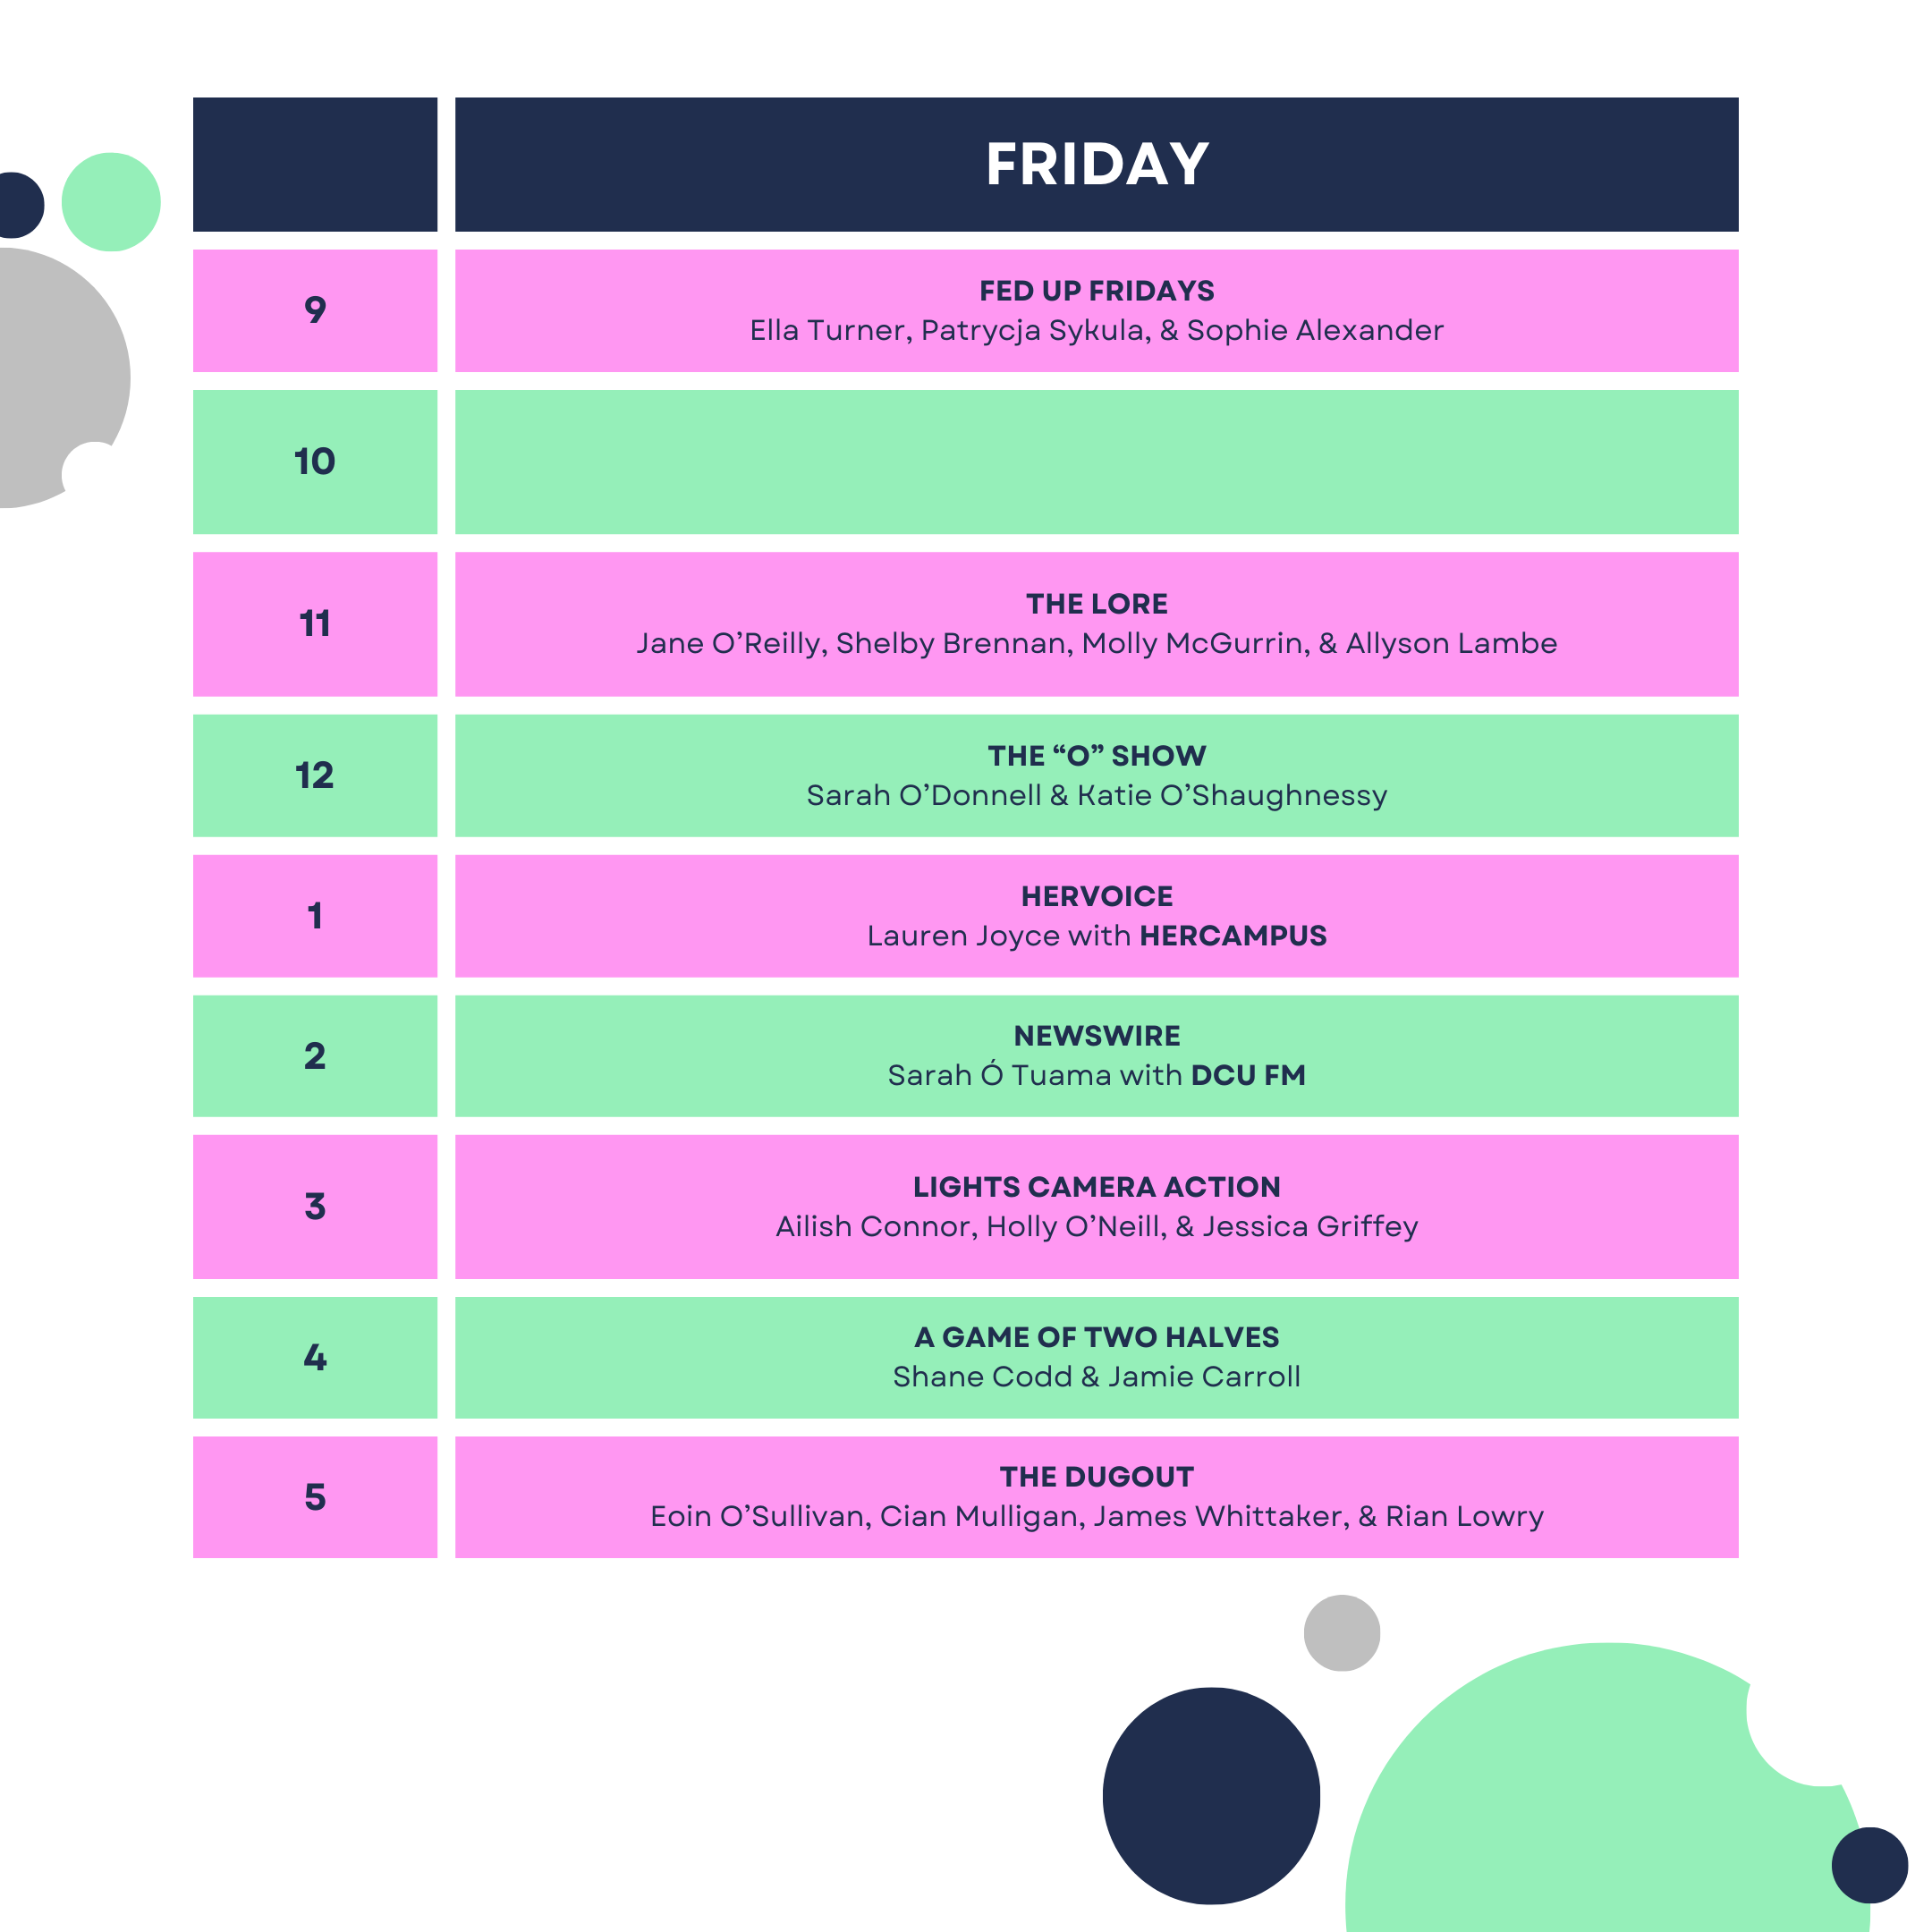 FRIDAY
9
FED UP FRIDAYS
Ella Turner, Patrycja Sykula, & Sophie Alexander
10
11
THE LORE
Jane O’Reilly, Shelby Brennan, Molly McGurrin, & Allyson Lambe
12
THE “O” SHOW
Sarah O’Donnell & Katie O’Shaughnessy
1
HERVOICE
Lauren Joyce with HERCAMPUS
2
NEWSWIRE
Sarah Ó Tuama with DCU FM
3
LIGHTS CAMERA ACTION
Ailish Connor, Holly O’Neill, & Jessica Griffey
4
A GAME OF TWO HALVES
Shane Codd & Jamie Carroll
5
THE DUGOUT
Eoin O’Sullivan, Cian Mulligan, James Whittaker, & Rian Lowry